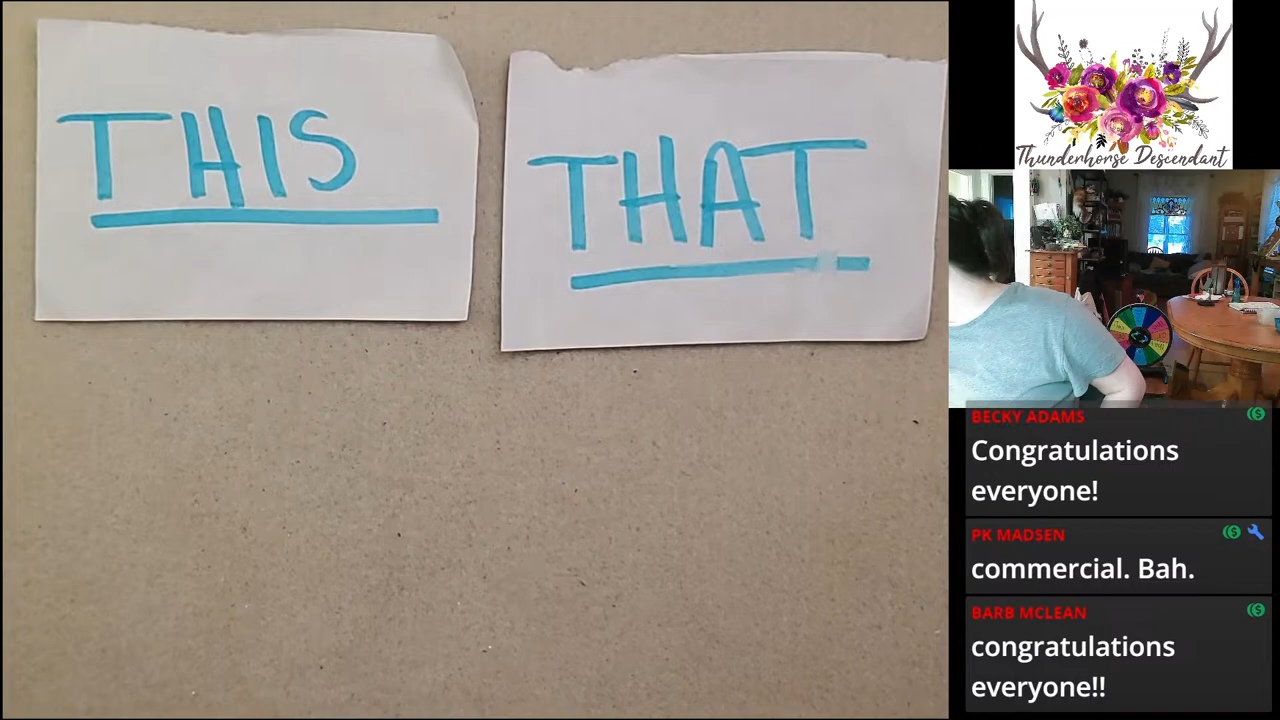 THIS
THAT
Thunderhorse Descendant
BECKY ADAMS
Congratulations
everyone!
PK MADSEN
commercial. Bah.
BARB MCLEAN
congratulations
everyone!!